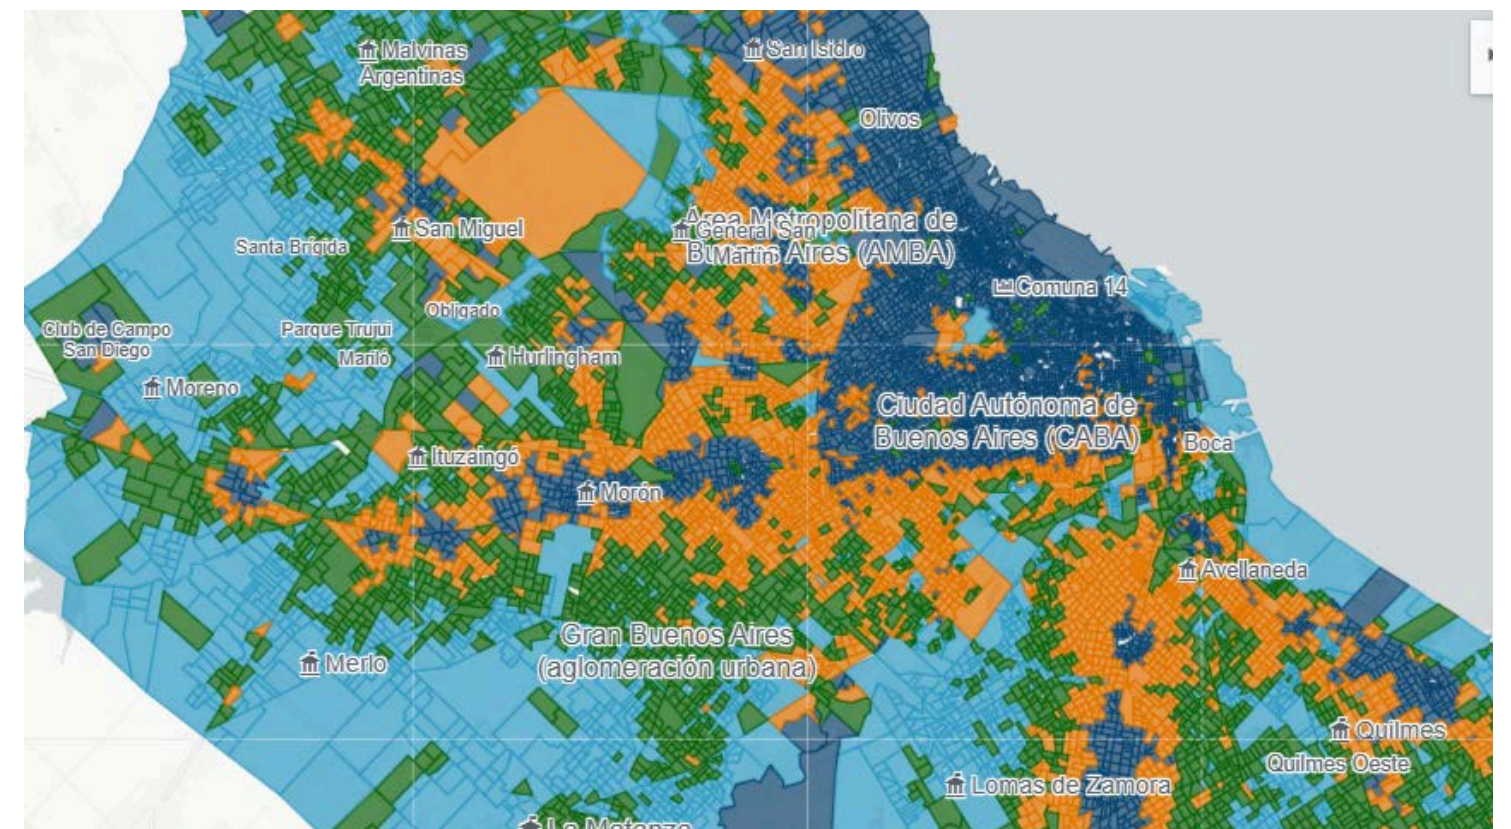 Malvinas
Argentinas
San Isidro
Olivos
Área Metropolitana de
Buenos Aires (AMBA)
General San
Martín
San Miguel
Santa Brígida
Comuna 14
Obligado
Club de Campo
San Diego
Parque Trujui
Mariló
Hurlingham
Moreno
Ciudad Autónoma de
Buenos Aires (CABA)
Boca
Ituzaingó
Morón
Avellaneda
Gran Buenos Aires
(aglomeración urbana)
Merlo
Quilmes
Quilmes Oeste
Lomas de Zamora
La Matanza